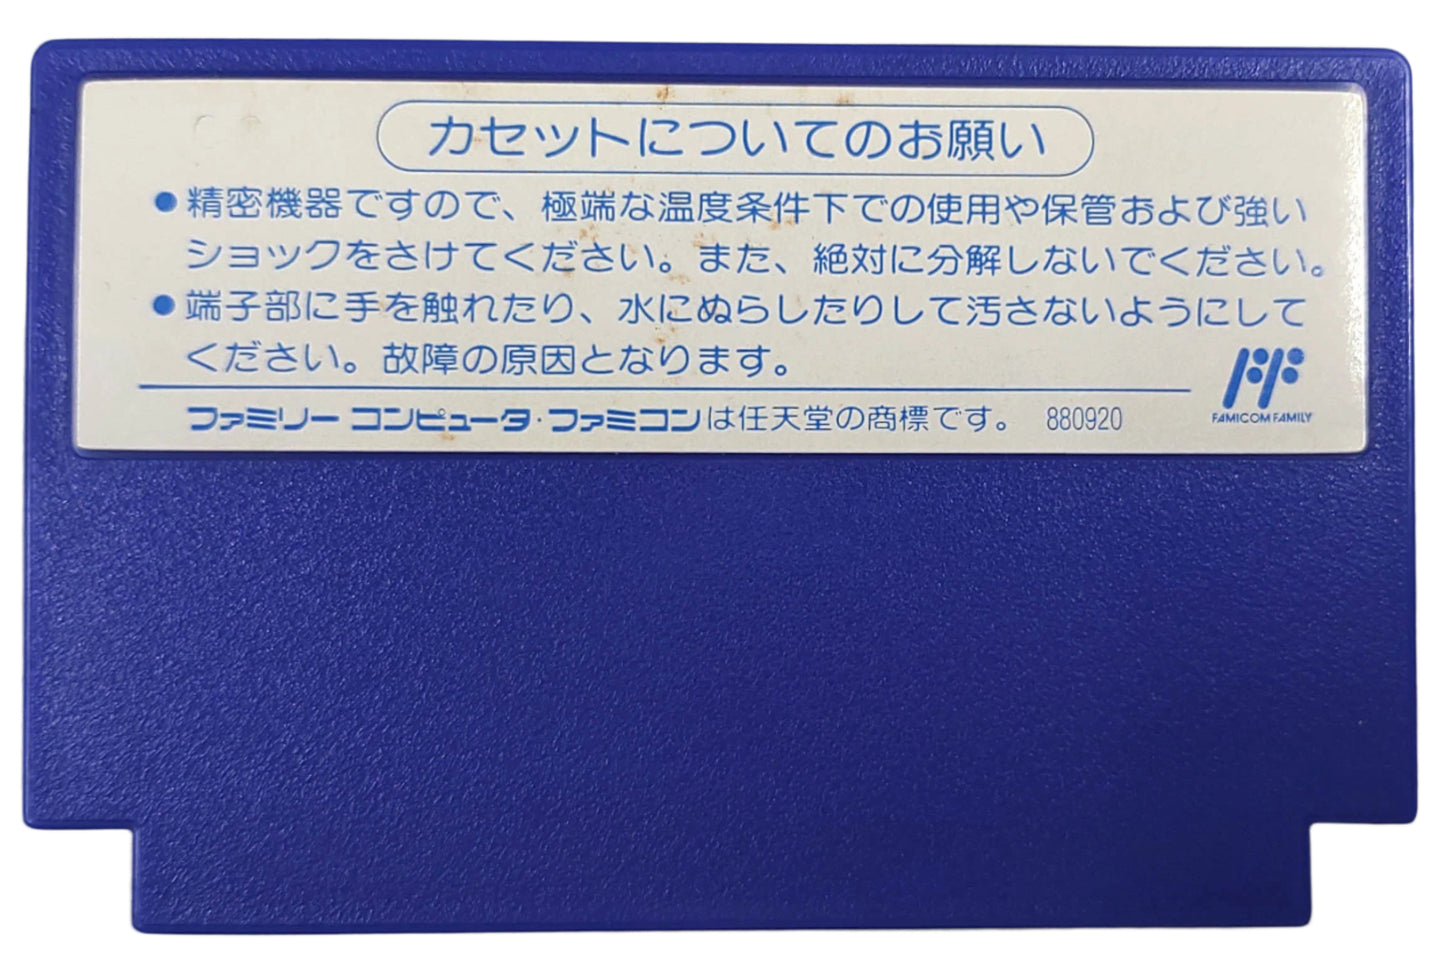 カセットについてのお願い
●精密機器ですので、極端な温度条件下での使用や保管および強い
ショックをさけてください。また、絶対に分解しないでください。
●端子部に手を触れたり、水にぬらしたりして汚さないようにして
ください。故障の原因となります。
ファミリーコンピュータ・ファミコンは任天堂の商標です。 880920
FAMICOM FAMILY